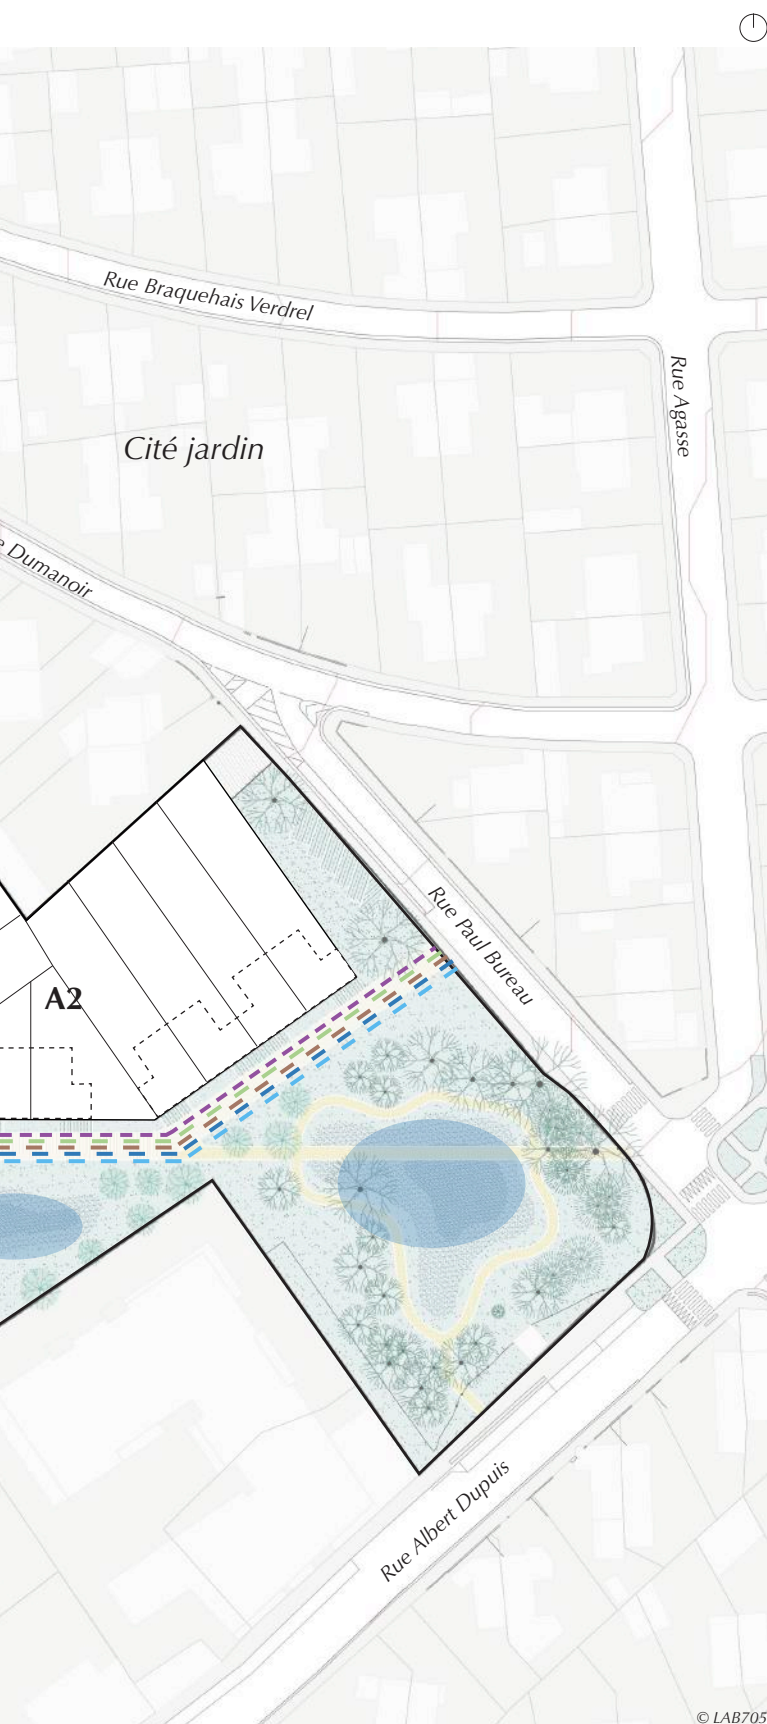 Rue Braquehais Verdrel
Rue Agasse
Cité jardin
Dumanoir
Rue Paul Bureau
A2
Rue Albert Dupuis
© LAB705